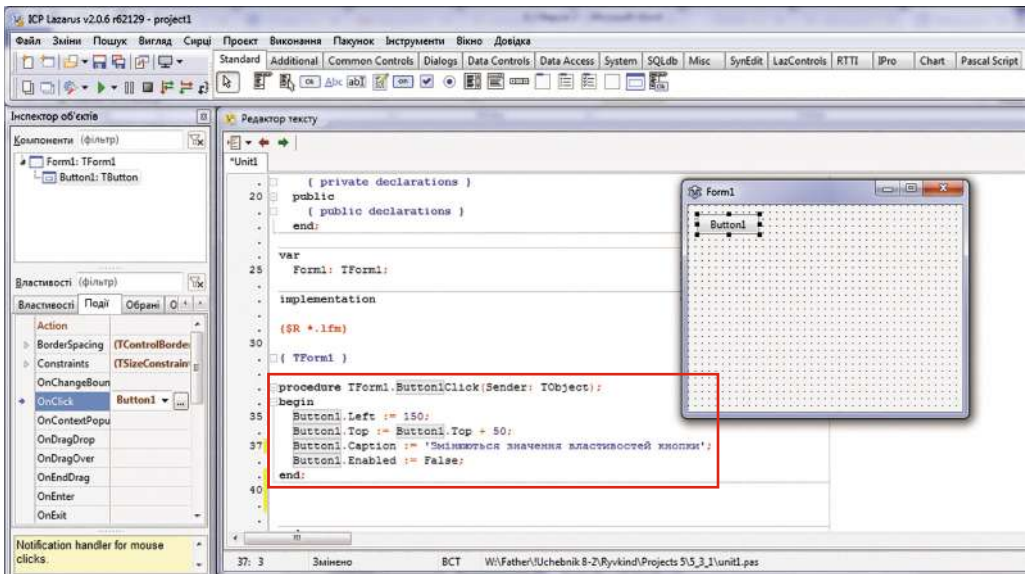 ІСР Lazarus v2.0.6 r62129 - project1
Файл Зміни Пошук Вигляд Сирці Проект Виконання Пакунок Інструменти Вікно Довідка
Standard Additional Common Controls Dialogs Data Controls Data Access System SQLdb Misc SynEdit LazControls RTTI IPro Chart Pascal Script
OK Abc abI ON
Інспектор об'єктів
Компоненти (фільтр)
Form1: TForm1
Button1: TButton
Властивості (фільтр)
Властивості Події Обрані О
Action
BorderSpacing (TControlBorder
Constraints (TSizeConstrain
OnChangeBoun
OnClick Button1 ...
OnContextPopu
OnDragDrop
OnDragOver
OnEndDrag
OnEnter
OnExit
Notification handler for mouse
clicks.
Редактор тексту
*Unit1
{ private declarations }
20 public
{ public declarations }
end;
var
25 Form1: TForm1;
implementation
{$R *.lfm}
30
{ TForm1 }
procedure TForm1.Button1Click(Sender: TObject);
begin
35 Button1.Left := 150;
Button1.Top := Button1.Top + 50;
37 Button1.Caption := 'Змінюються значення властивостей кнопки';
Button1.Enabled := False;
end;
40
37: 3 Змінено ВСТ W:\Father\!Uchebnik 8-2\Ryvkind\Projects 5\5_3_1\unit1.pas
Form1
Button1